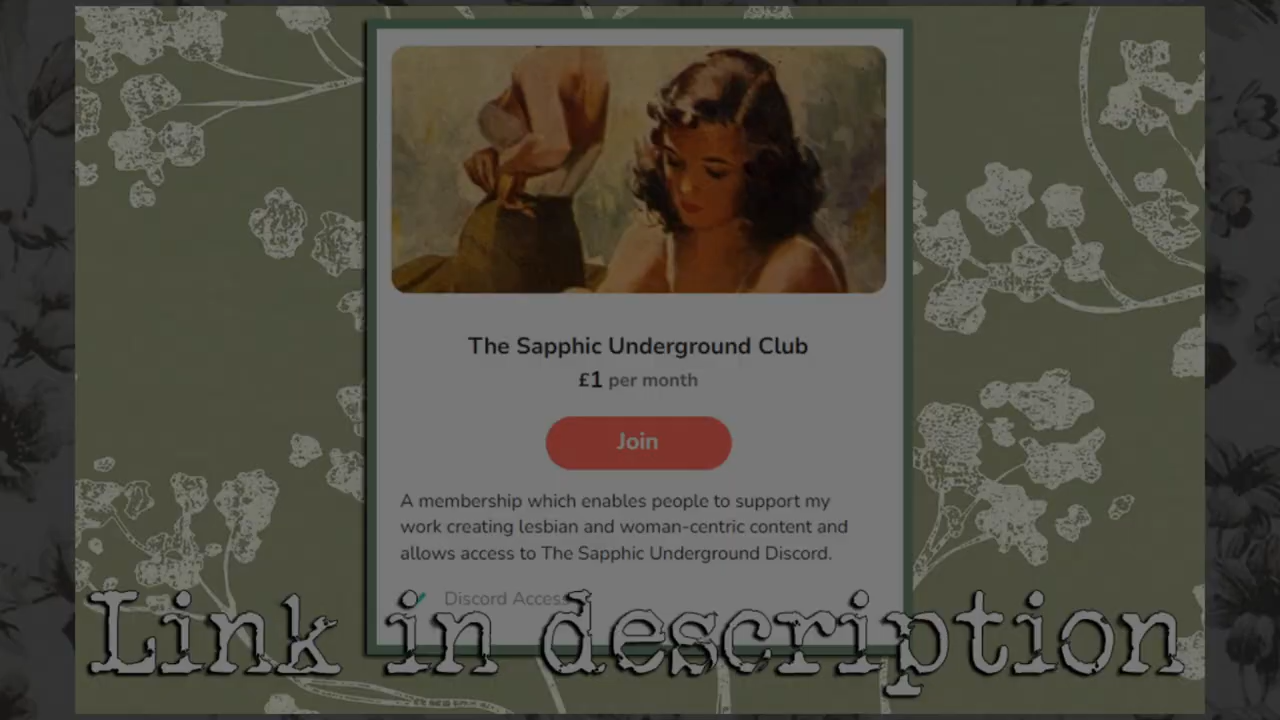 The Sapphic Underground Club
£1 per month
Join
A membership which enables people to support my
work creating lesbian and woman-centric content and
allows access to The Sapphic Underground Discord.
Discord Access
Link in description